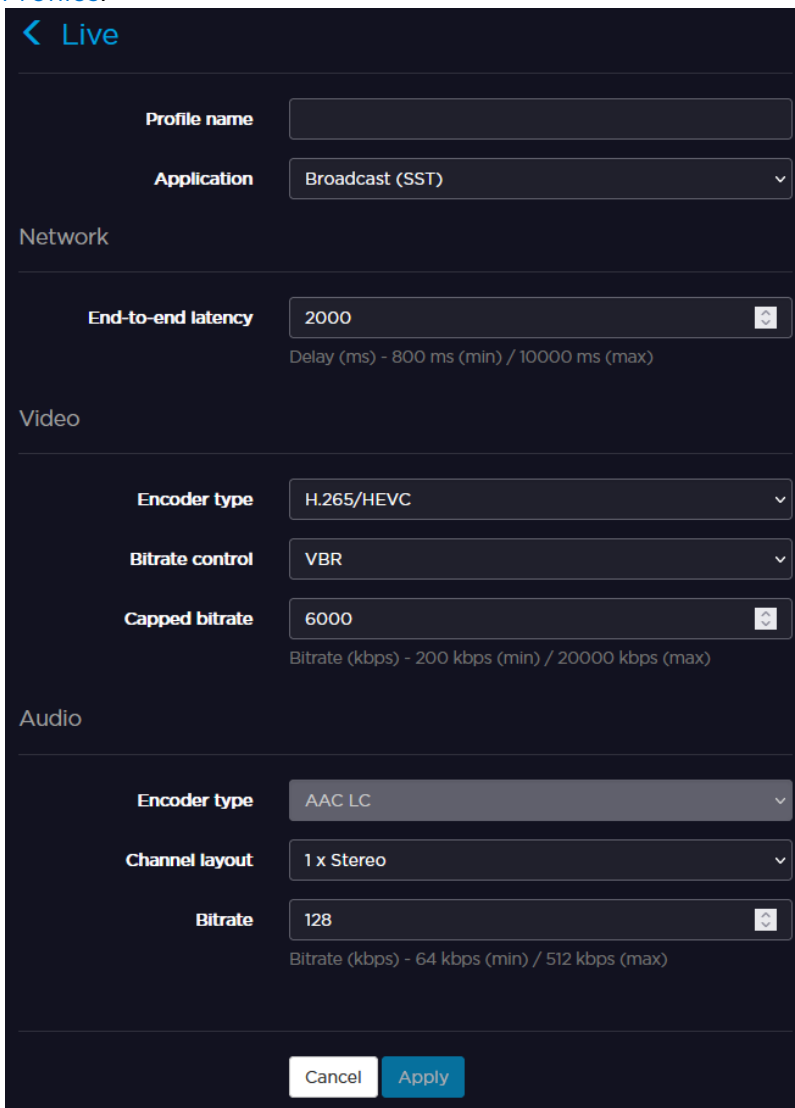 Profiles.
Live
Profile name
Application Broadcast (SST)
Network
End-to-end latency 2000
Delay (ms) - 800 ms (min) / 10000 ms (max)
Video
Encoder type H.265/HEVC
Bitrate control VBR
Capped bitrate 6000
Bitrate (kbps) - 200 kbps (min) / 20000 kbps (max)
Audio
Encoder type AAC LC
Channel layout 1 x Stereo
Bitrate 128
Bitrate (kbps) - 64 kbps (min) / 512 kbps (max)
Cancel Apply